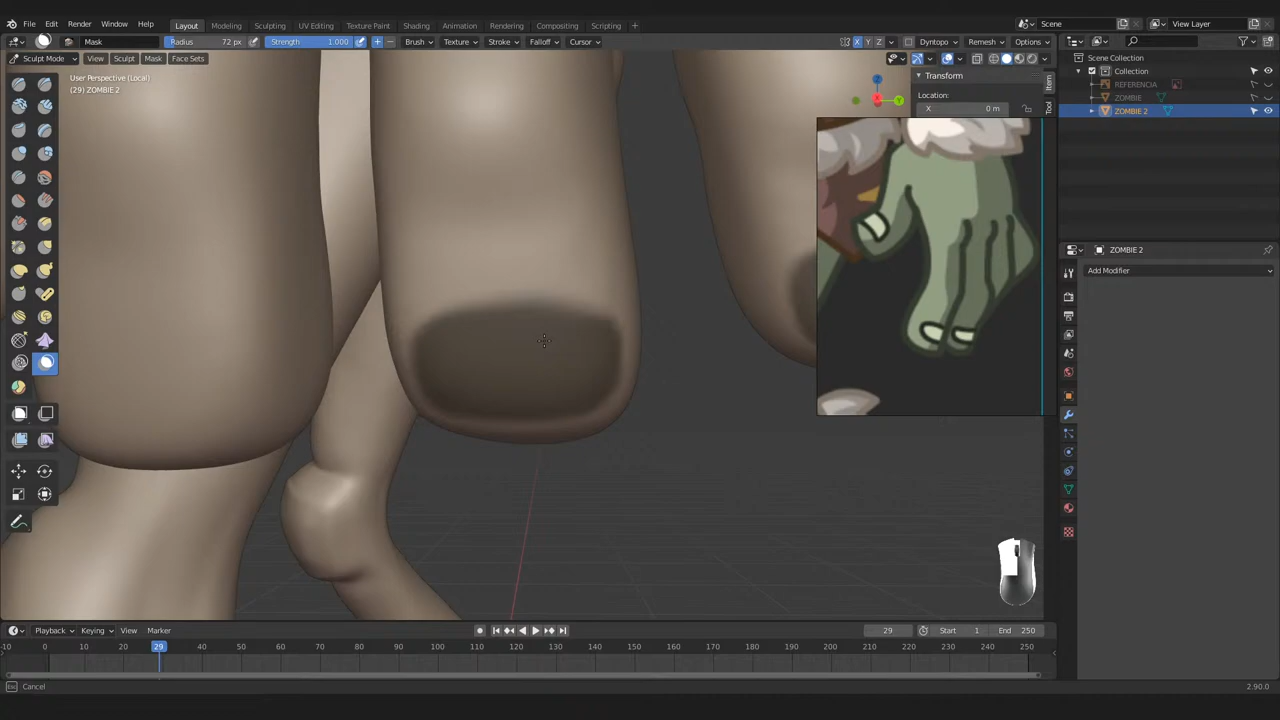 File Edit Render Window Help Layout Modeling Sculpting UV Editing Texture Paint Shading Animation Rendering Compositing Scripting + Scene View Layer
Mask Radius 72 px Strength 1.000 Brush Texture Stroke Falloff Cursor X Y Z Dyntopo Remesh Options
Sculpt Mode View Sculpt Mask Face Sets
Scene Collection
Collection
REFERENCIA
ZOMBIE
ZOMBIE 2
User Perspective (Local)
(29) ZOMBIE 2
Transform
Location:
X 0 m
Item
Tool
Y
ZOMBIE 2
Add Modifier
Playback Keying View Marker 29 Start 1 End 250
-10 0 10 20 29 40 50 60 70 80 90 100 110 120 130 140 150 160 170 180 190 200 210 220 230 240 250
Esc Cancel 2.90.0